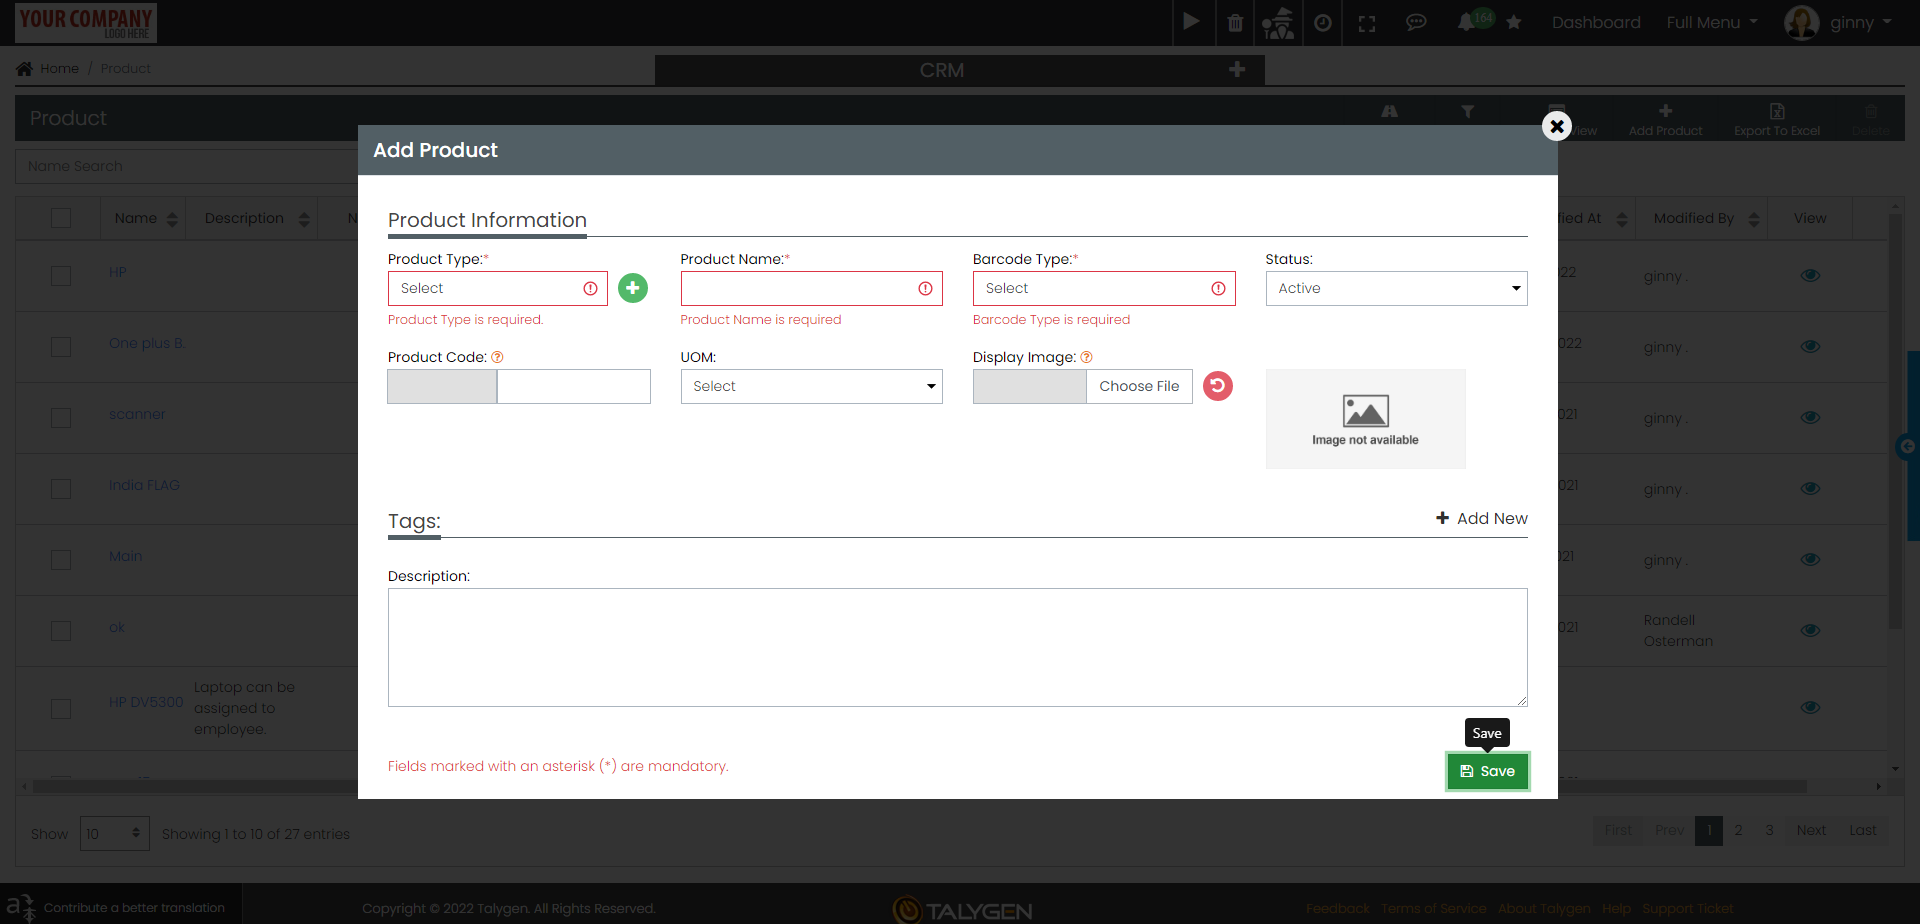 YOUR COMPANY
LOGO HERE
164
Dashboard
Full Menu
ginny
Home / Product
CRM
Product
View
Add Product
Export To Excel
Delete
Name Search
Add Product
Name
Description
N
fied At
Modified By
View
Product Information
Product Type:*
Product Name:*
Barcode Type:*
Status:
Select
Select
Active
Product Type is required.
Product Name is required
Barcode Type is required
Product Code:
UOM:
Display Image:
Select
Choose File
Image not available
HP
022
ginny .
One plus B.
022
ginny .
scanner
021
ginny .
India FLAG
021
ginny .
Main
021
ginny .
ok
021
Randell
Osterman
HP DV5300
Laptop can be
assigned to
employee.
Tags:
Add New
Description:
Save
Fields marked with an asterisk (*) are mandatory.
Save
Show
10
Showing 1 to 10 of 27 entries
First
Prev
1
2
3
Next
Last
Contribute a better translation
Copyright © 2022 Talygen. All Rights Reserved.
TALYGEN
Feedback
Terms of Service
About Talygen
Help
Support Ticket